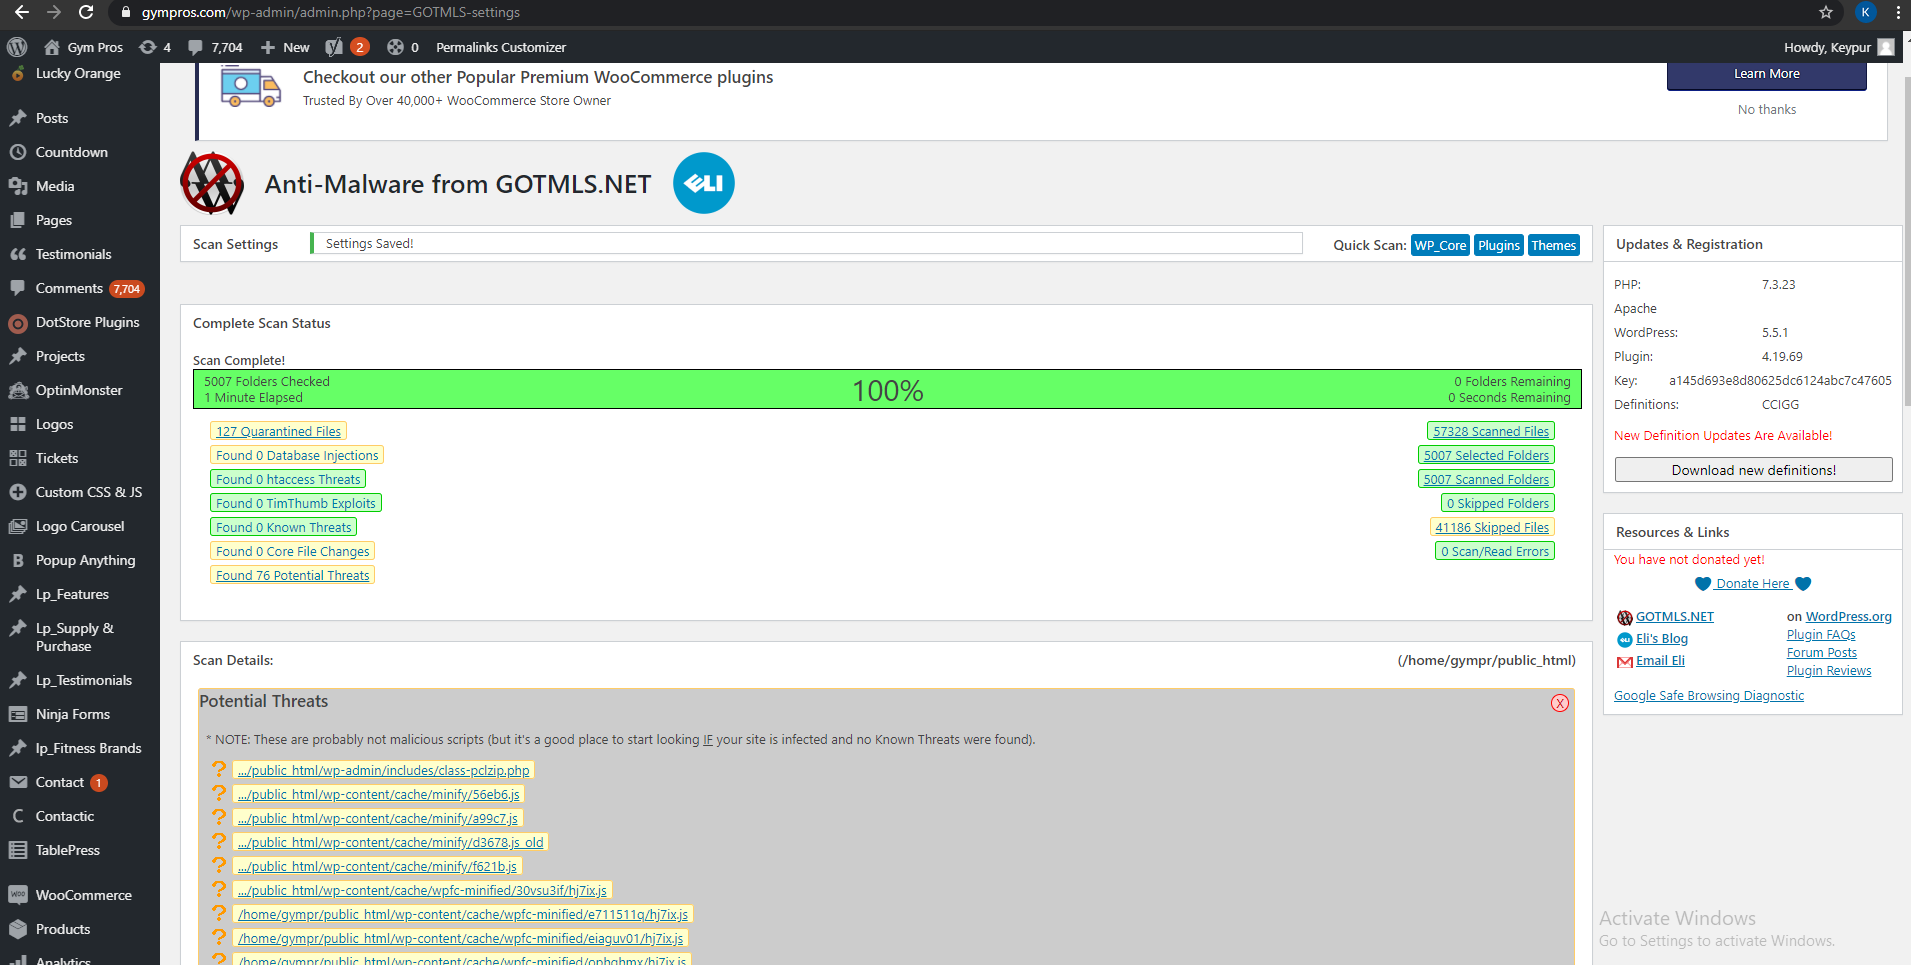 gympros.com/wp-admin/admin.php?page=GOTMLS-settings
K
Gym Pros 4 7,704 New 2 0 Permalinks Customizer Howdy, Keypur
Lucky Orange
Posts
Countdown
Media
Pages
Testimonials
Comments 7,704
DotStore Plugins
Projects
OptinMonster
Logos
Tickets
Custom CSS & JS
Logo Carousel
Popup Anything
Lp_Features
Lp_Supply &
Purchase
Lp_Testimonials
Ninja Forms
lp_Fitness Brands
Contact 1
Contactic
TablePress
WooCommerce
Products
Analytics
Checkout our other Popular Premium WooCommerce plugins
Trusted By Over 40,000+ WooCommerce Store Owner
Learn More
No thanks
Anti-Malware from GOTMLS.NET
ELI
Scan Settings
Settings Saved!
Quick Scan: WP_Core Plugins Themes
Complete Scan Status
Scan Complete!
5007 Folders Checked
1 Minute Elapsed
100%
0 Folders Remaining
0 Seconds Remaining
127 Quarantined Files
Found 0 Database Injections
Found 0 htaccess Threats
Found 0 TimThumb Exploits
Found 0 Known Threats
Found 0 Core File Changes
Found 76 Potential Threats
57328 Scanned Files
5007 Selected Folders
5007 Scanned Folders
0 Skipped Folders
41186 Skipped Files
0 Scan/Read Errors
Scan Details:
(/home/gympr/public_html)
Potential Threats
X
* NOTE: These are probably not malicious scripts (but it's a good place to start looking IF your site is infected and no Known Threats were found).
? .../public_html/wp-admin/includes/class-pclzip.php
? .../public_html/wp-content/cache/minify/56eb6.js
? .../public_html/wp-content/cache/minify/a99c7.js
? .../public_html/wp-content/cache/minify/d3678.js_old
? .../public_html/wp-content/cache/minify/f621b.js
? .../public_html/wp-content/cache/wpfc-minified/30vsu3if/hj7ix.js
? /home/gympr/public_html/wp-content/cache/wpfc-minified/e711511q/hj7ix.js
? /home/gympr/public_html/wp-content/cache/wpfc-minified/eiaguv01/hj7ix.js
? /home/gympr/public_html/wp-content/cache/wpfc-minified/ophqhmx/hj7ix.js
Updates & Registration
PHP: 7.3.23
Apache
WordPress: 5.5.1
Plugin: 4.19.69
Key: a145d693e8d80625dc6124abc7c47605
Definitions: CCIGG
New Definition Updates Are Available!
Download new definitions!
Resources & Links
You have not donated yet!
Donate Here
GOTMLS.NET
Eli's Blog
Email Eli
on WordPress.org
Plugin FAQs
Forum Posts
Plugin Reviews
Google Safe Browsing Diagnostic
Activate Windows
Go to Settings to activate Windows.